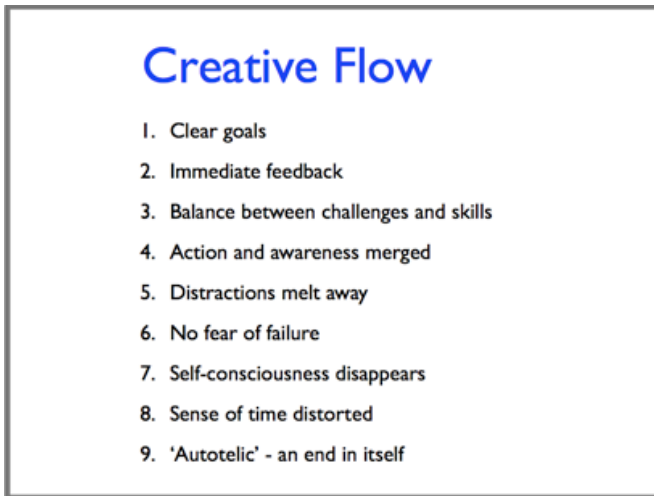 Creative Flow
1. Clear goals
2. Immediate feedback
3. Balance between challenges and skills
4. Action and awareness merged
5. Distractions melt away
6. No fear of failure
7. Self-consciousness disappears
8. Sense of time distorted
9. ‘Autotelic’ - an end in itself